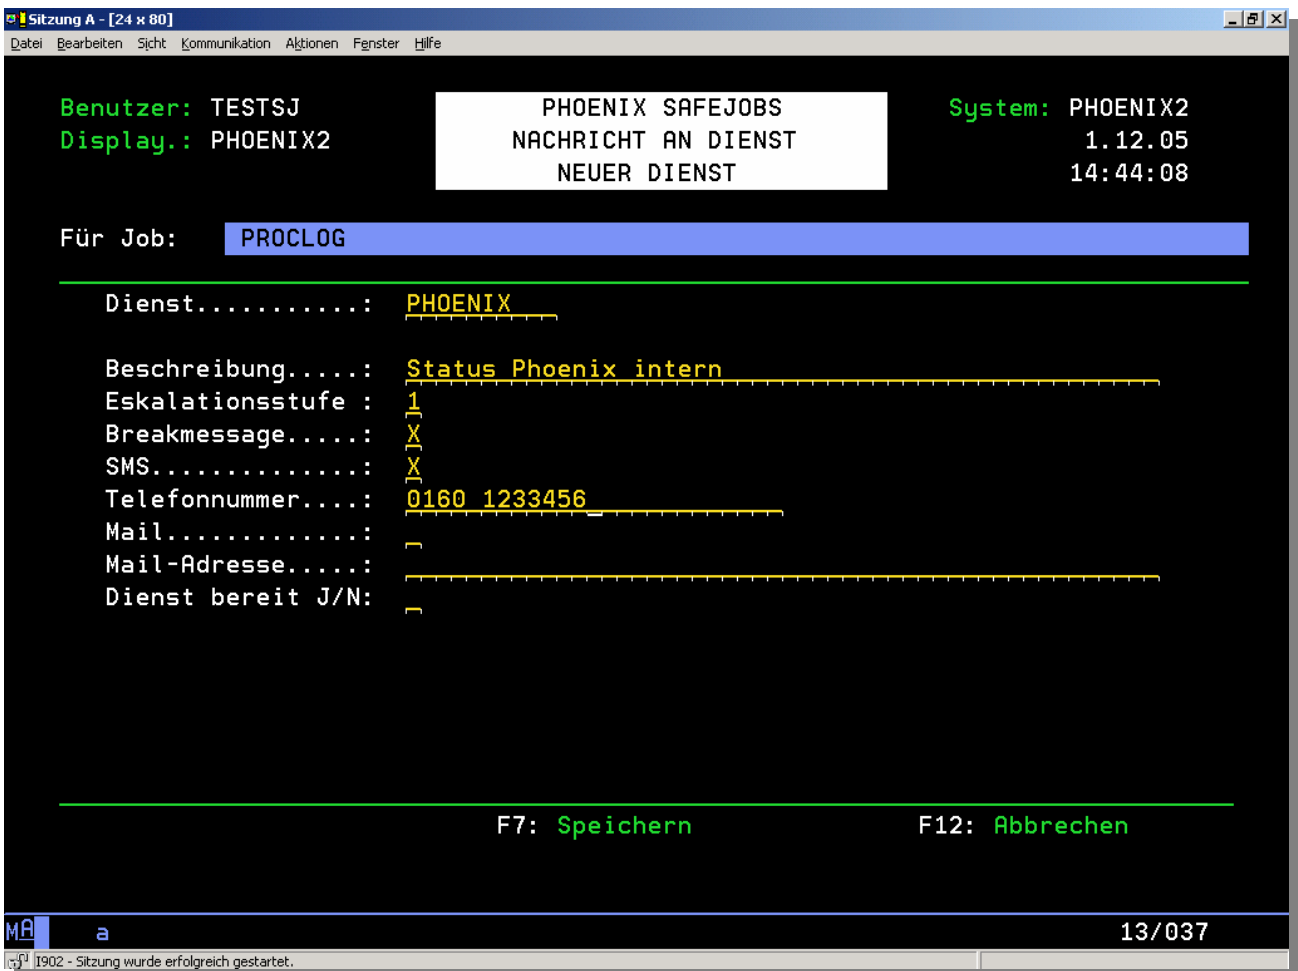 Sitzung A - [24 x 80]
Datei Bearbeiten Sicht Kommunikation Aktionen Fenster Hilfe
Benutzer: TESTSJ PHOENIX SAFEJOBS System: PHOENIX2
Display.: PHOENIX2 NACHRICHT AN DIENST 1.12.05
NEUER DIENST 14:44:08
Für Job: PROCLOG
Dienst...........: PHOENIX
Beschreibung.....: Status Phoenix intern
Eskalationsstufe : 1
Breakmessage.....: X
SMS..............: X
Telefonnummer....: 0160 1233456
Mail.............:
Mail-Adresse.....:
Dienst bereit J/N:
F7: Speichern F12: Abbrechen
MA a 13/037
I902 - Sitzung wurde erfolgreich gestartet.